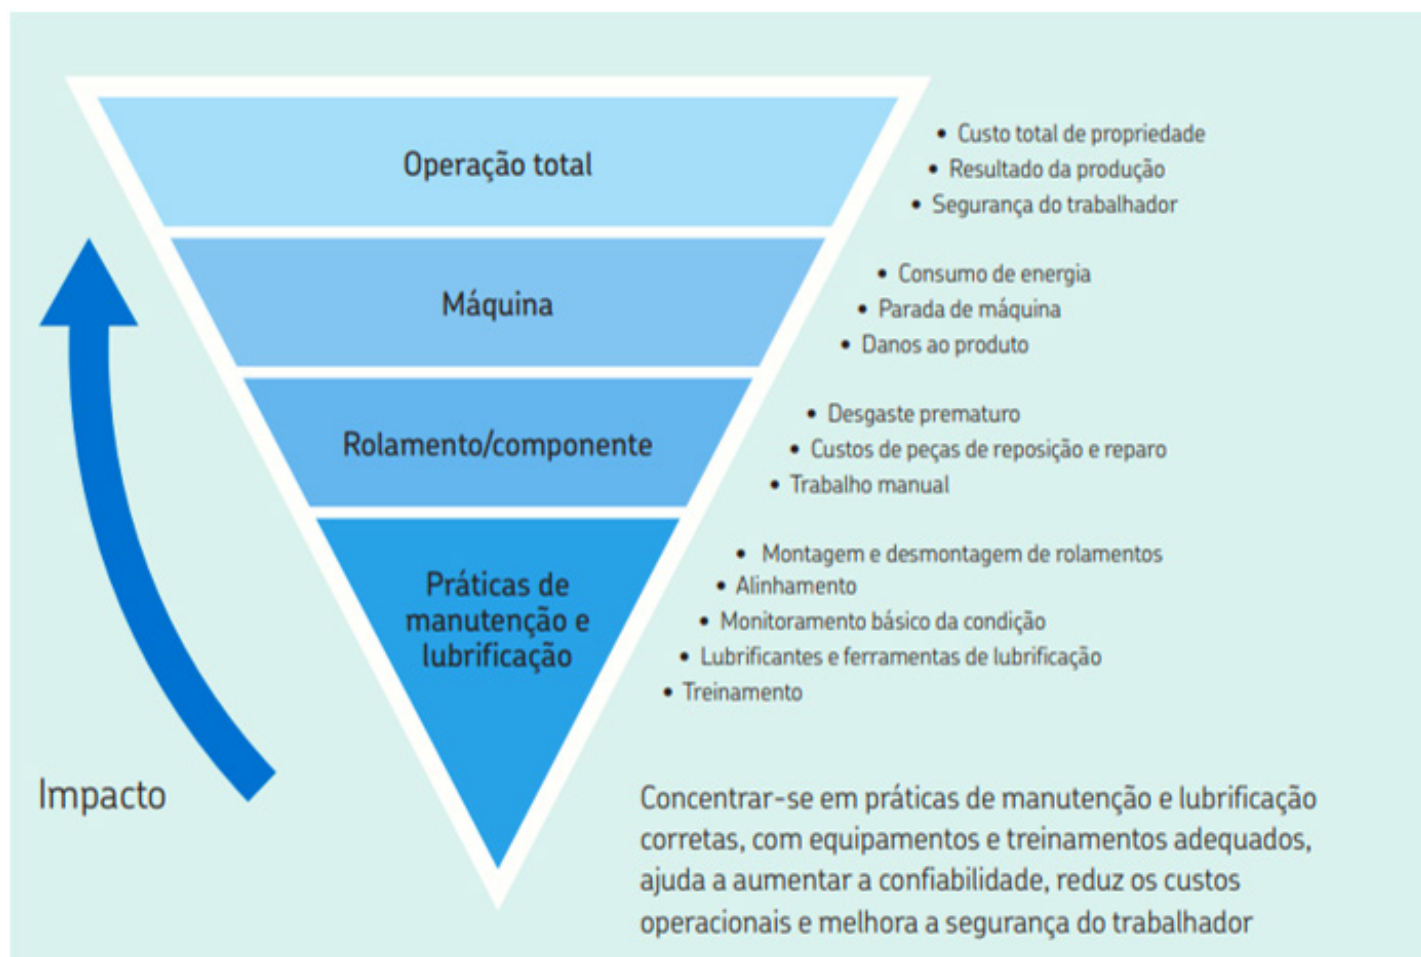 Operação total
• Custo total de propriedade
• Resultado da produção
• Segurança do trabalhador
Máquina
• Consumo de energia
• Parada de máquina
• Danos ao produto
Rolamento/componente
• Desgaste prematuro
• Custos de peças de reposição e reparo
• Trabalho manual
Práticas de
manutenção e
lubrificação
• Montagem e desmontagem de rolamentos
• Alinhamento
• Monitoramento básico da condição
• Lubrificantes e ferramentas de lubrificação
• Treinamento
Impacto
Concentrar-se em práticas de manutenção e lubrificação
corretas, com equipamentos e treinamentos adequados,
ajuda a aumentar a confiabilidade, reduz os custos
operacionais e melhora a segurança do trabalhador